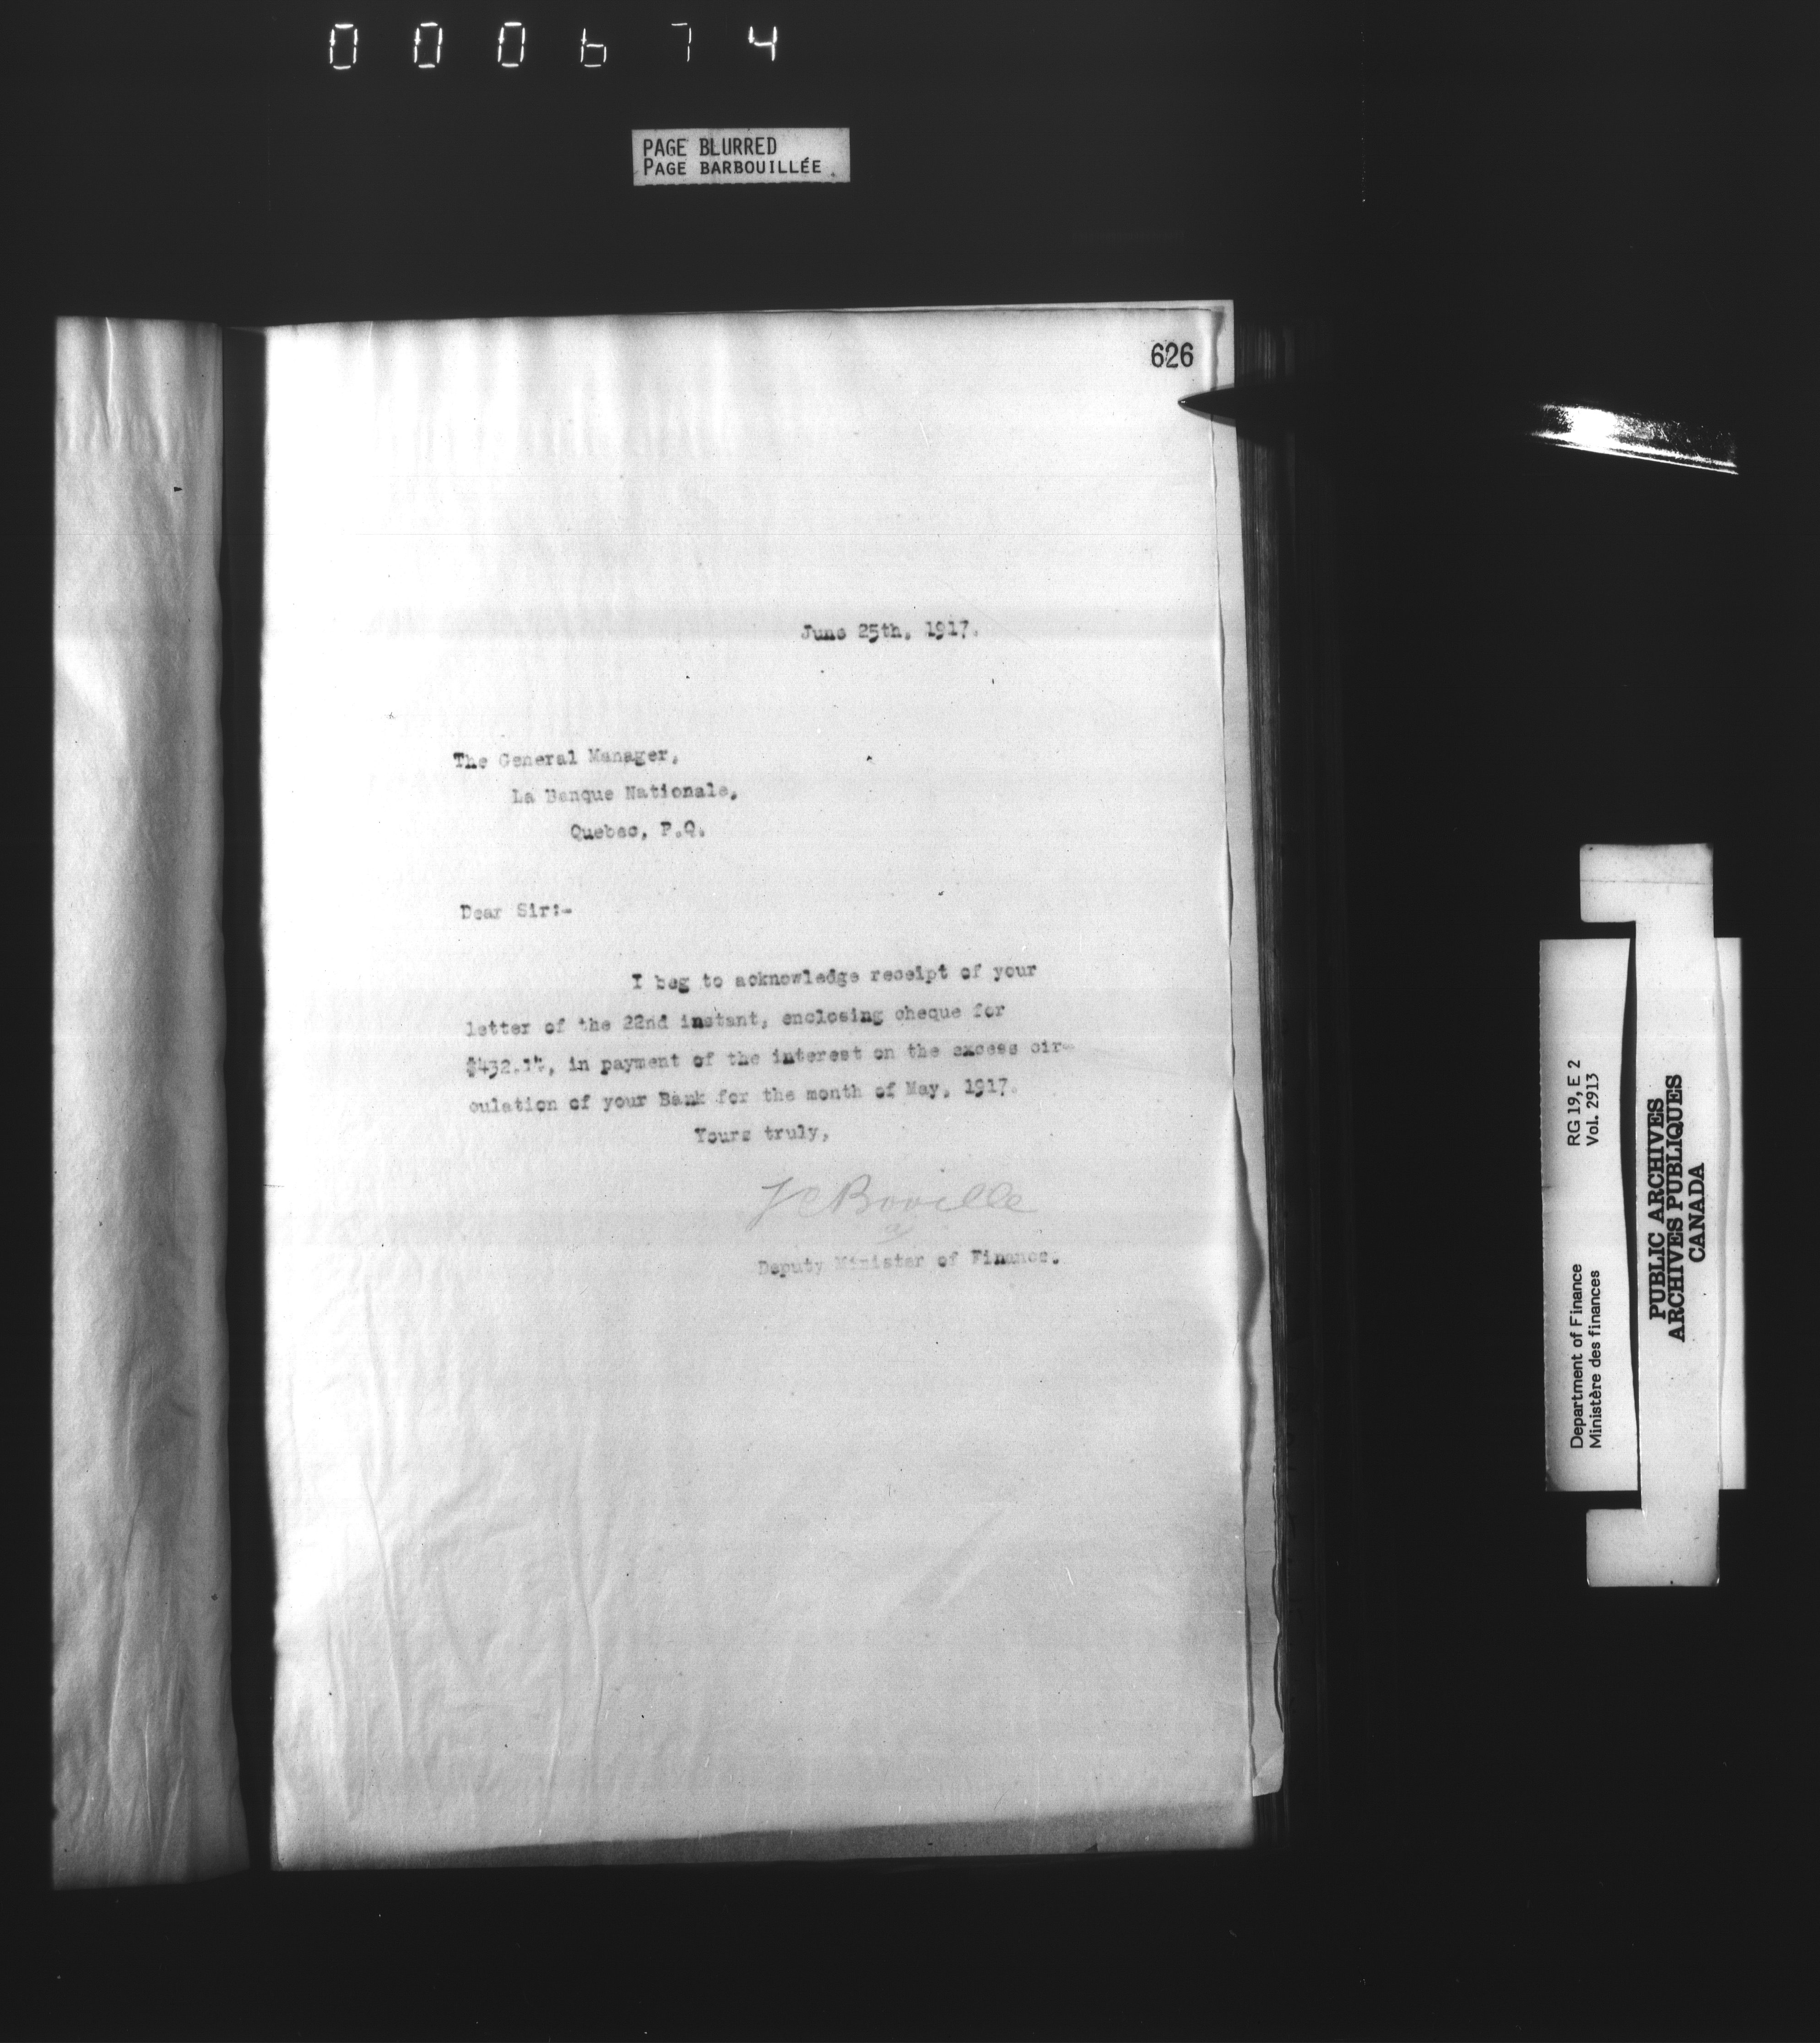 000674
PAGE BLURRED
PAGE BARBOUILLÉE
626
June 25th, 1917.
The General Manager,
La Banque Nationale,
Quebec, P.Q.
Dear Sir:-
I beg to acknowledge receipt of your
letter of the 22nd instant, enclosing cheque for
in payment of the interest on the excess cir-
culation of your Bank for the month of May, 1917.
Yours truly,
Boville
Deputy Minister of Finance.
Department of Finance RG 19, E 2
Ministère des finances Vol. 2913
PUBLIC ARCHIVES
ARCHIVES PUBLIQUES
CANADA